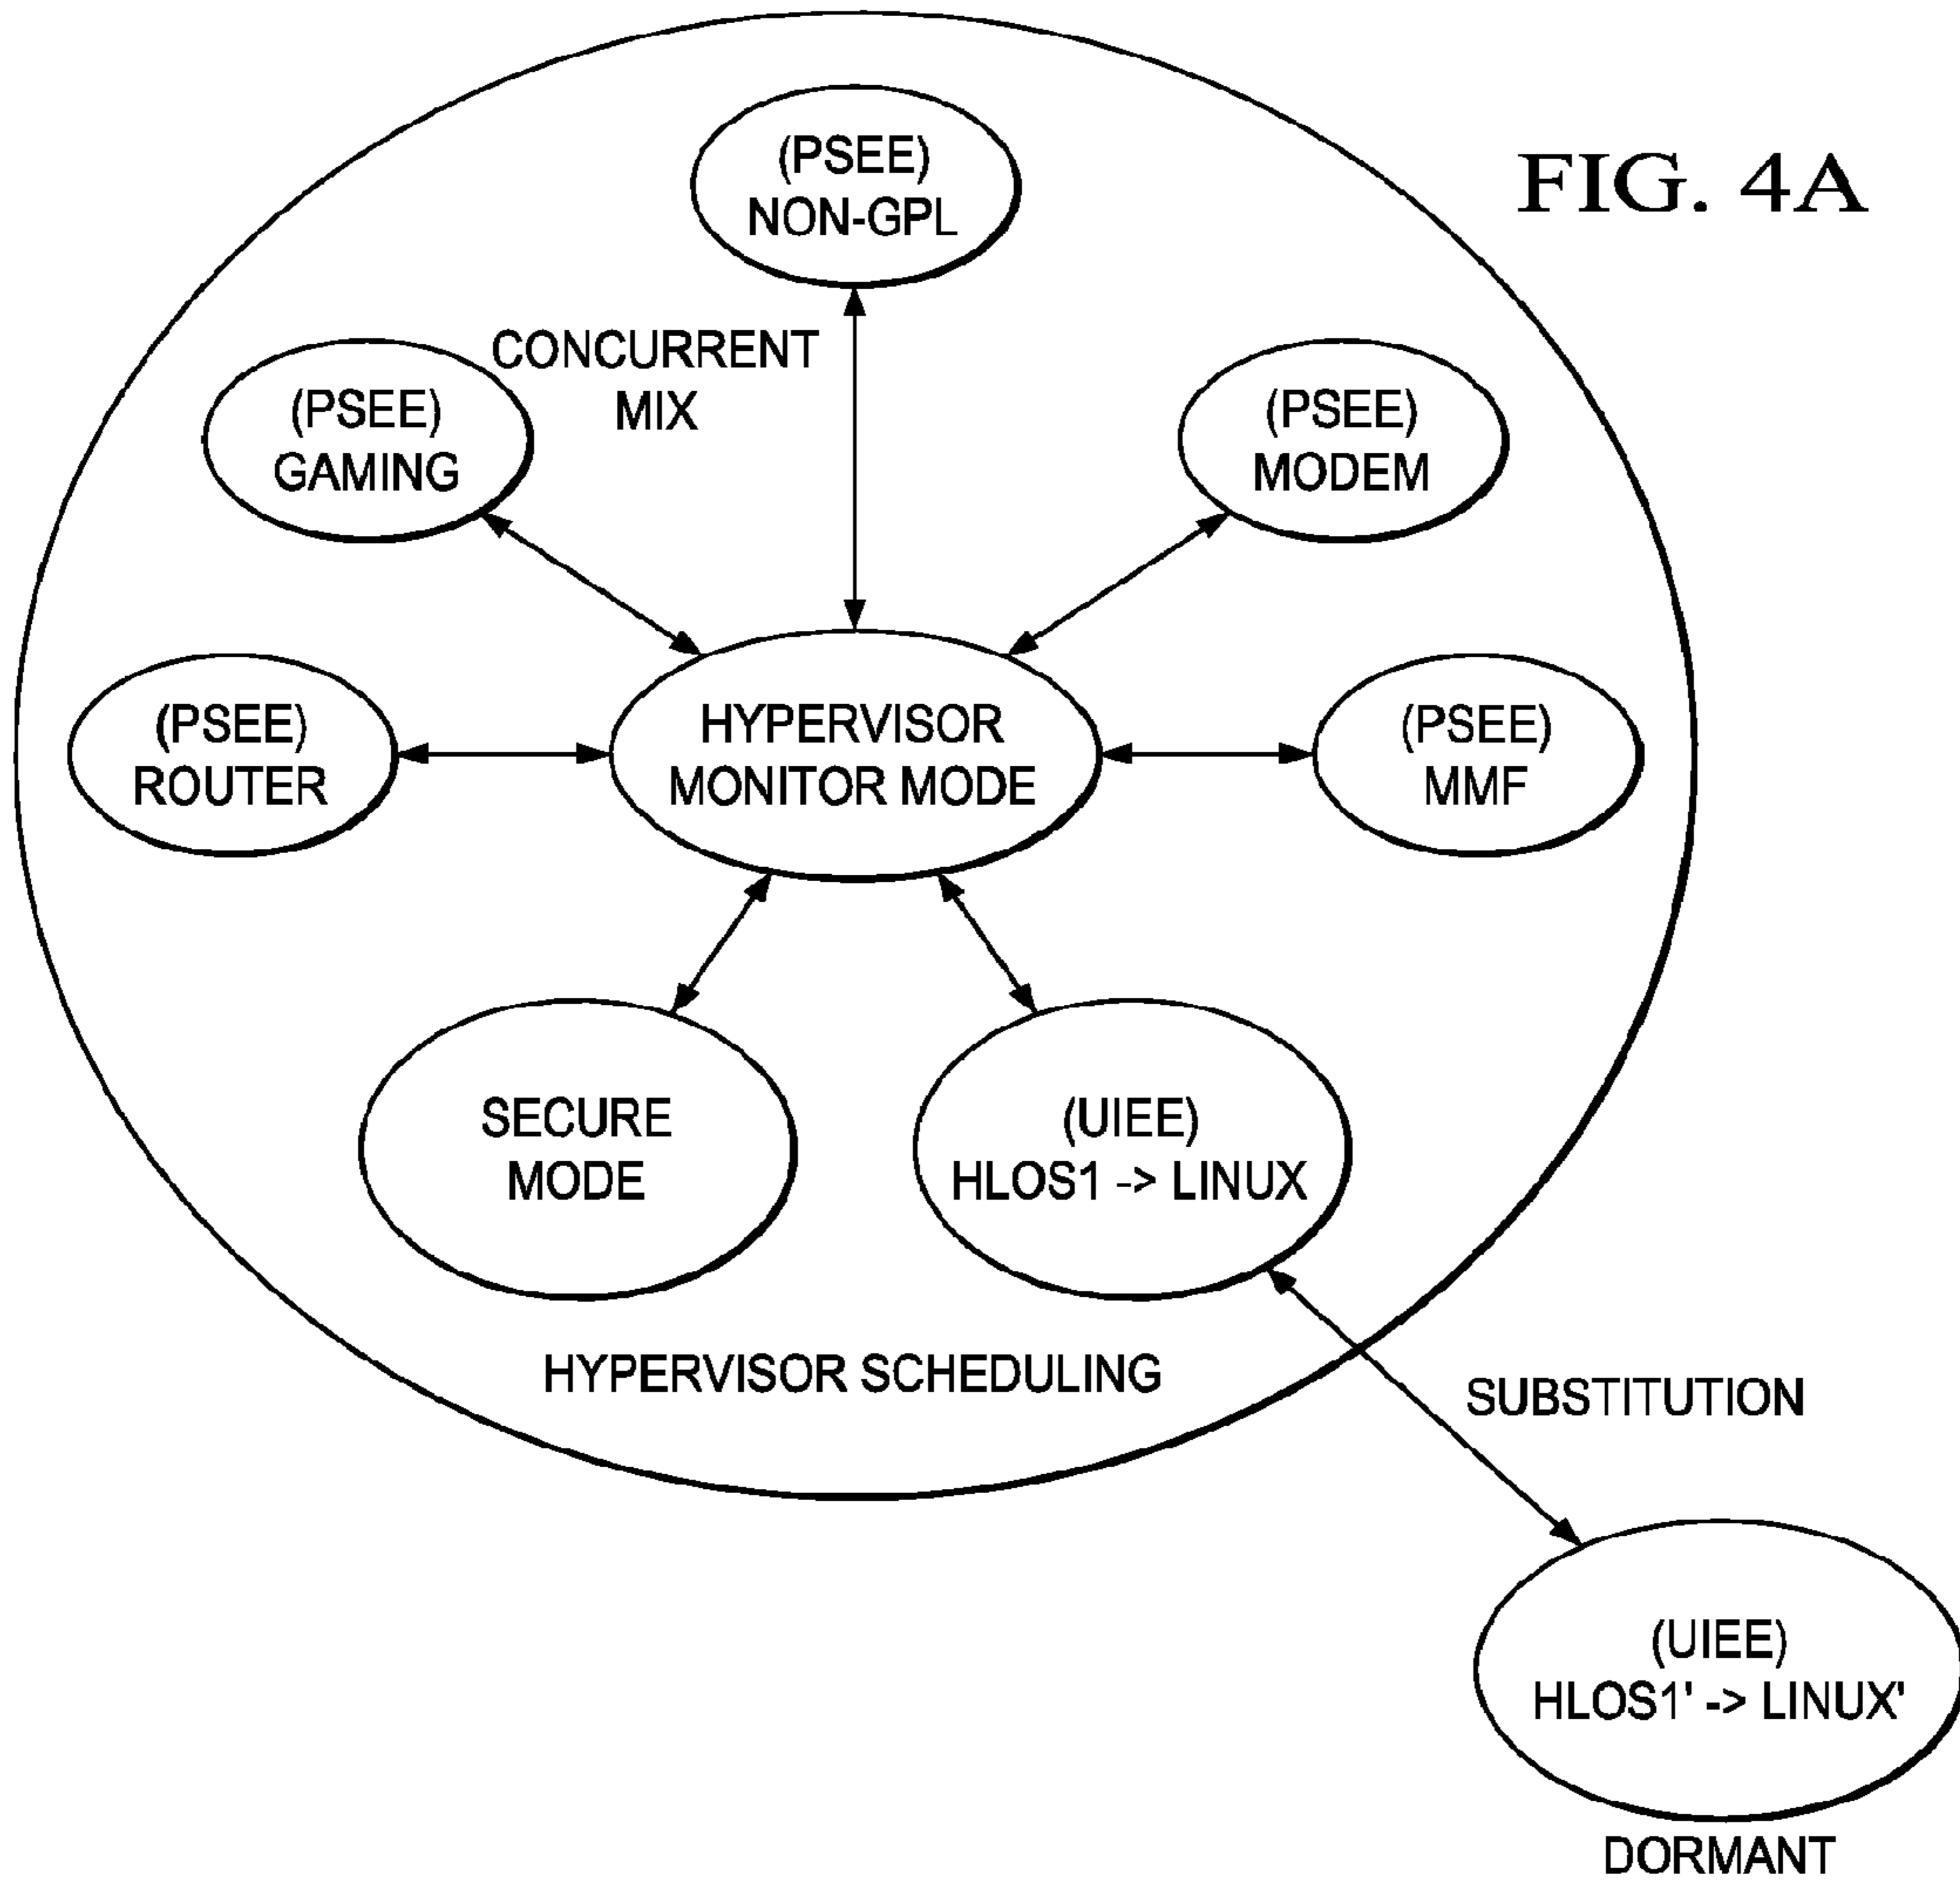 FIG. 4A
(PSEE)
NON-GPL
CONCURRENT
MIX
(PSEE)
GAMING
(PSEE)
MODEM
(PSEE)
ROUTER
HYPERVISOR
MONITOR MODE
(PSEE)
MMF
SECURE
MODE
(UIEE)
HLOS1 -> LINUX
HYPERVISOR SCHEDULING
SUBSTITUTION
(UIEE)
HLOS1' -> LINUX'
DORMANT